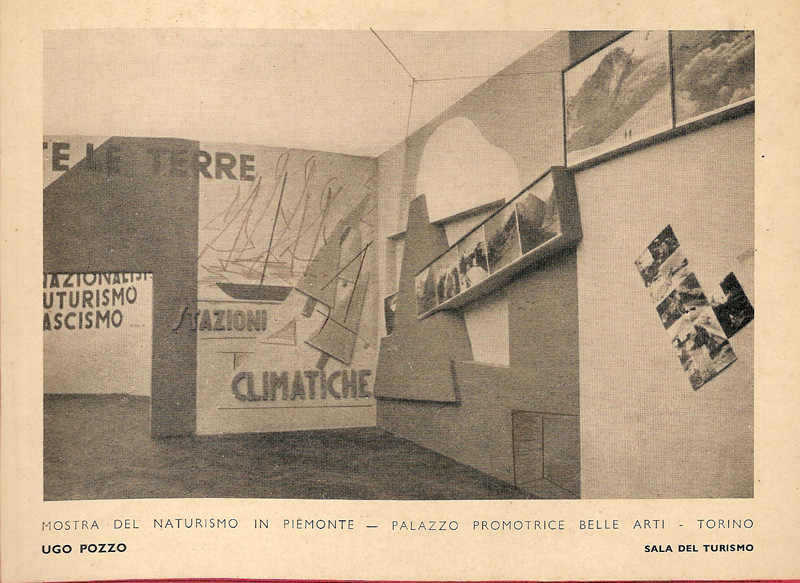 TE LE TERRE
NAZIONALIS
UTURISMO
ASCISMO
STAZIONI
CLIMATICHE
MOSTRA DEL NATURISMO IN PIÉMONTE — PALAZZO PROMOTRICE BELLE ARTI - TORINO
UGO POZZO
SALA DEL TURISMO